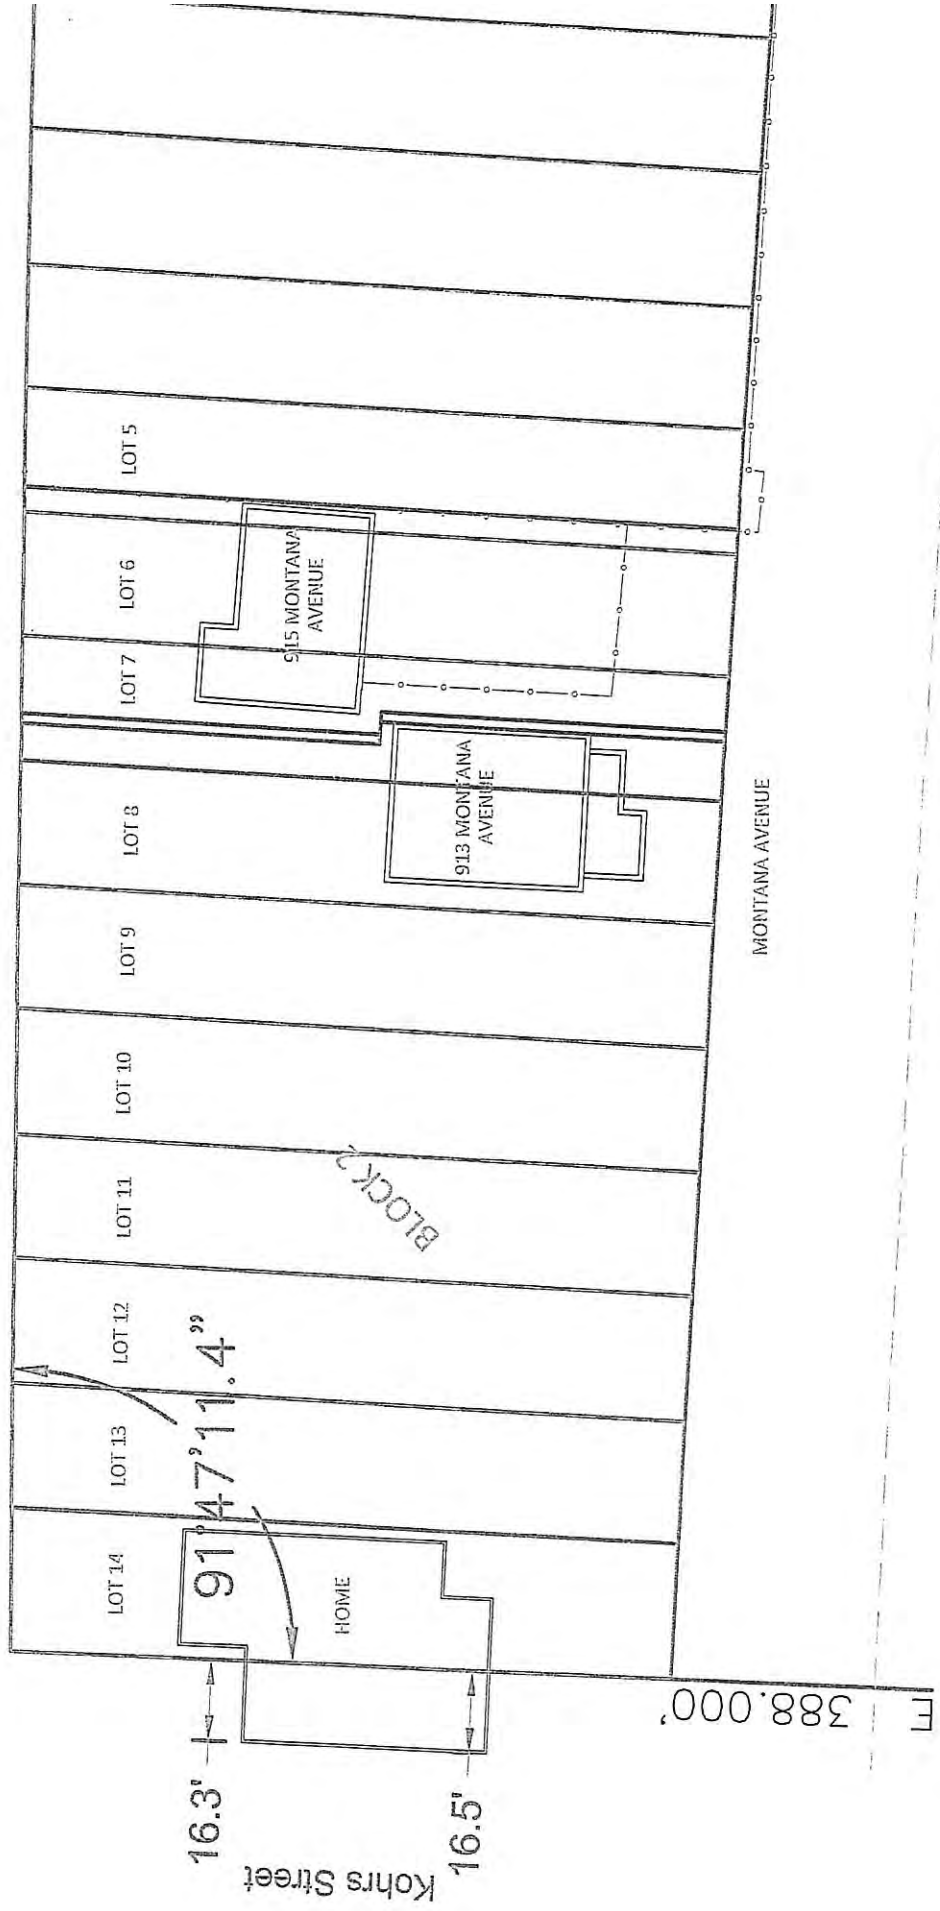 LOT 5
LOT 6
LOT 7
915 MONTANA
AVENUE
913 MONTANA
AVENUE
LOT 8
LOT 9
LOT 10
LOT 11
BLOCK 2
LOT 12
LOT 13
LOT 14
91°47'11.4"
HOME
MONTANA AVENUE
16.3'
16.5'
Kohrs Street
388.000'
E